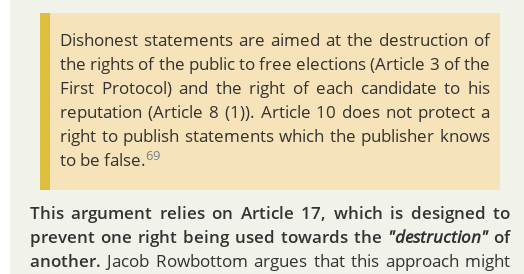 Dishonest statements are aimed at the destruction of
the rights of the public to free elections (Article 3 of the
First Protocol) and the right of each candidate to his
reputation (Article 8 (1)). Article 10 does not protect a
right to publish statements which the publisher knows
to be false.69
This argument relies on Article 17, which is designed to
prevent one right being used towards the "destruction" of
another. Jacob Rowbottom argues that this approach might